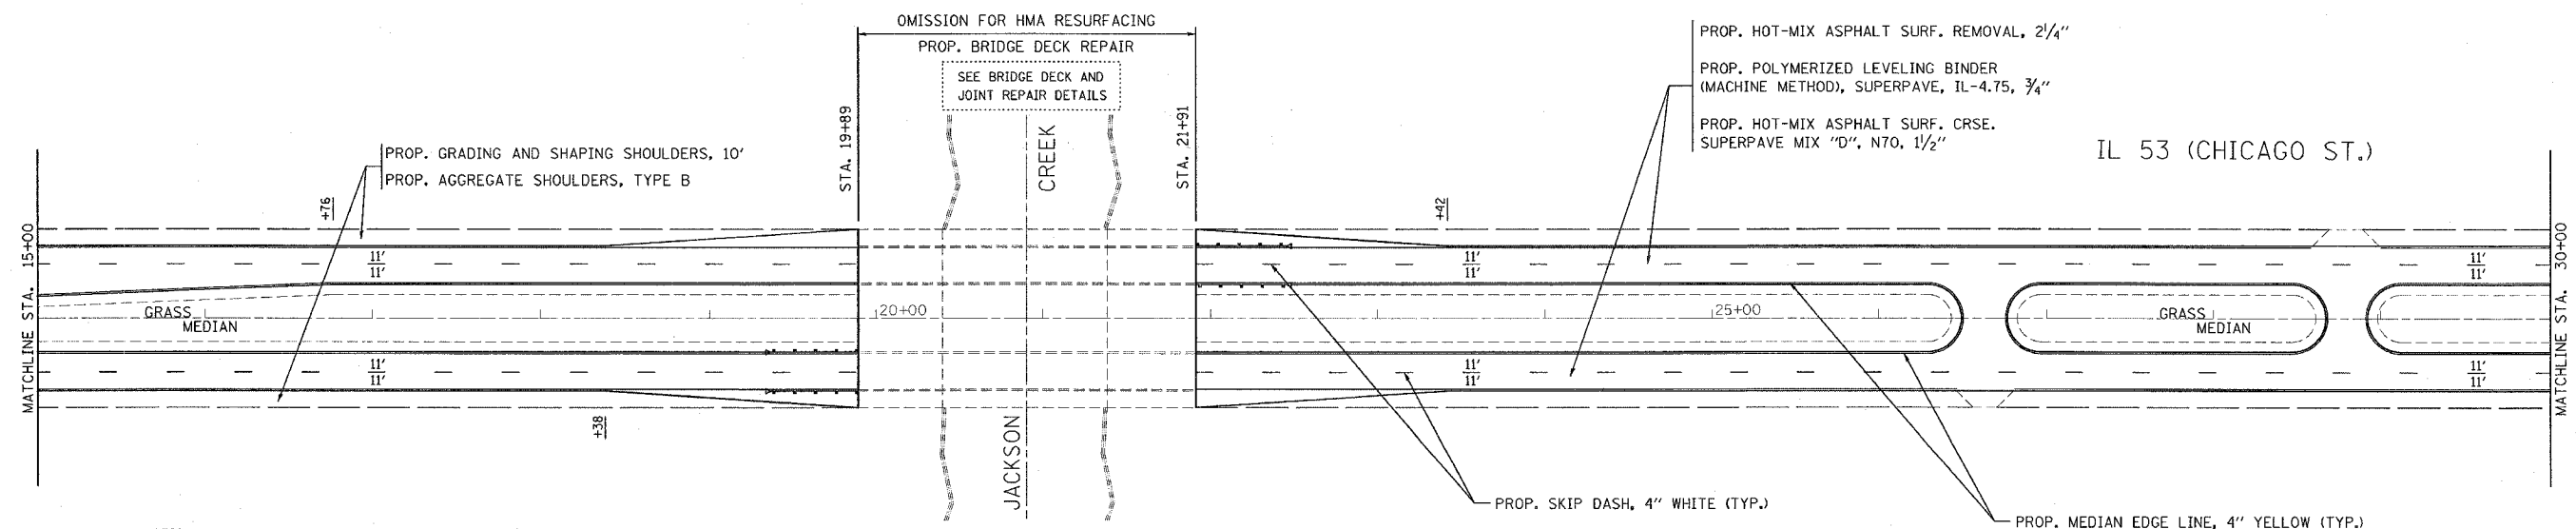 OMISSION FOR HMA RESURFACING
PROP. BRIDGE DECK REPAIR
SEE BRIDGE DECK AND
JOINT REPAIR DETAILS
PROP. HOT-MIX ASPHALT SURF. REMOVAL, 2 1/4"
PROP. POLYMERIZED LEVELING BINDER
(MACHINE METHOD), SUPERPAVE, IL-4.75, 3/4"
PROP. HOT-MIX ASPHALT SURF. CRSE.
SUPERPAVE MIX "D", N70, 1 1/2"
IL 53 (CHICAGO ST.)
PROP. GRADING AND SHAPING SHOULDERS, 10'
PROP. AGGREGATE SHOULDERS, TYPE B
STA. 19+89
CREEK
STA. 21+91
+76
+42
MATCHLINE STA. 15+00
MATCHLINE STA. 30+00
11'
11'
11'
11'
11'
11'
GRASS
MEDIAN
20+00
25+00
GRASS
MEDIAN
11'
11'
11'
11'
11'
11'
+38
JACKSON
PROP. SKIP DASH, 4" WHITE (TYP.)
PROP. MEDIAN EDGE LINE, 4" YELLOW (TYP.)